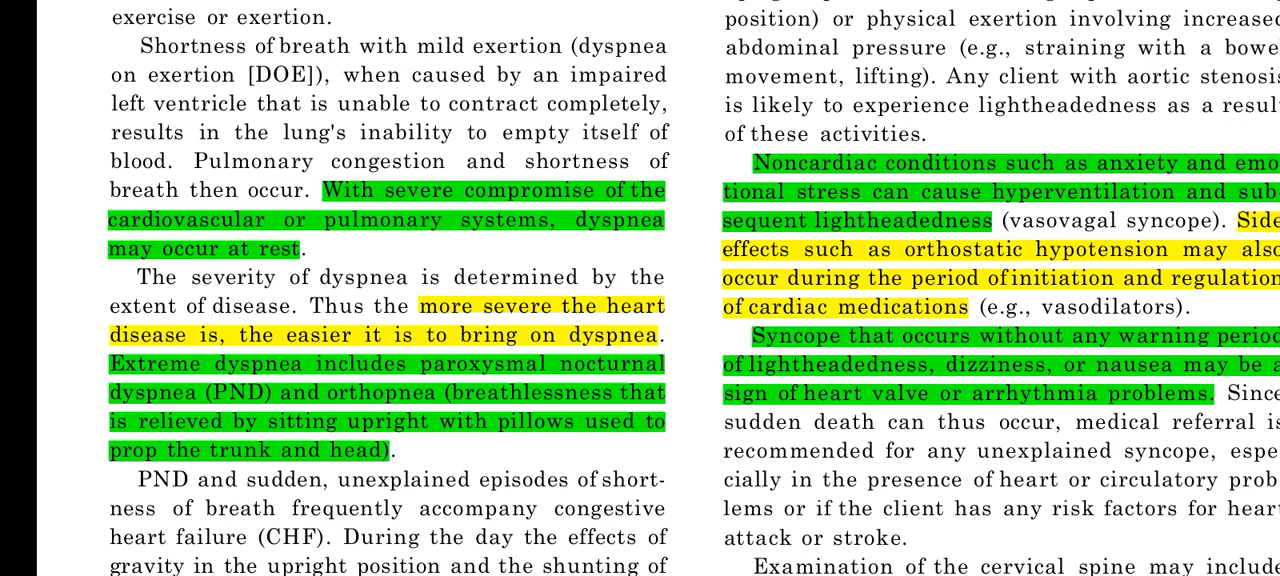 exercise or exertion.
Shortness of breath with mild exertion (dyspnea
on exertion [DOE]), when caused by an impaired
left ventricle that is unable to contract completely,
results in the lung's inability to empty itself of
blood. Pulmonary congestion and shortness of
breath then occur. With severe compromise of the
cardiovascular or pulmonary systems, dyspnea
may occur at rest.
The severity of dyspnea is determined by the
extent of disease. Thus the more severe the heart
disease is, the easier it is to bring on dyspnea.
Extreme dyspnea includes paroxysmal nocturnal
dyspnea (PND) and orthopnea (breathlessness that
is relieved by sitting upright with pillows used to
prop the trunk and head).
PND and sudden, unexplained episodes of short-
ness of breath frequently accompany congestive
heart failure (CHF). During the day the effects of
gravity in the upright position and the shunting of
position) or physical exertion involving increased
abdominal pressure (e.g., straining with a bowel
movement, lifting). Any client with aortic stenosis
is likely to experience lightheadedness as a result
of these activities.
Noncardiac conditions such as anxiety and emo-
tional stress can cause hyperventilation and sub-
sequent lightheadedness (vasovagal syncope). Side
effects such as orthostatic hypotension may also
occur during the period of initiation and regulation
of cardiac medications (e.g., vasodilators).
Syncope that occurs without any warning period
of lightheadedness, dizziness, or nausea may be a
sign of heart valve or arrhythmia problems. Since
sudden death can thus occur, medical referral is
recommended for any unexplained syncope, espe-
cially in the presence of heart or circulatory prob-
lems or if the client has any risk factors for heart
attack or stroke.
Examination of the cervical spine may include